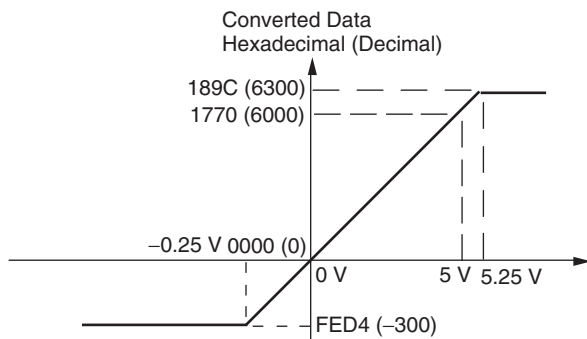 Converted Data
Hexadecimal (Decimal)
189C (6300)
1770 (6000)
−0.25 V 0000 (0)
0 V 5 V 5.25 V
FED4 (−300)